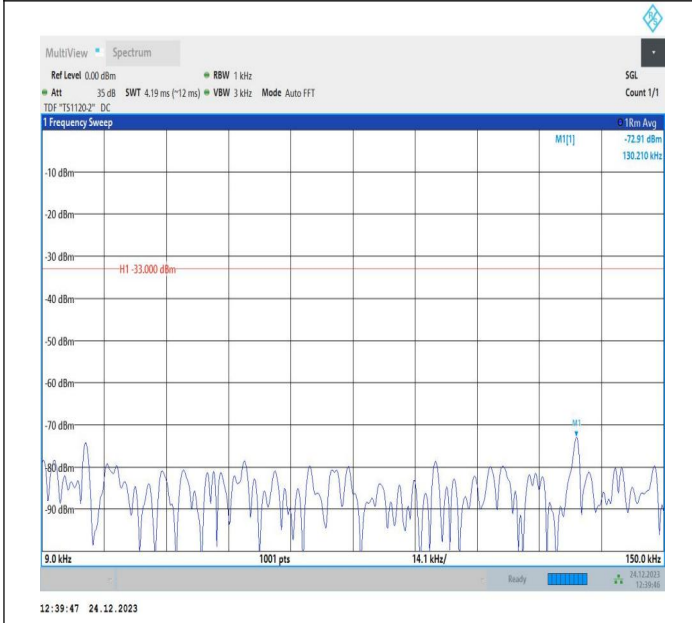 R&S
MultiView Spectrum
Ref Level 0.00 dBm RBW 1 kHz SGL
Att 35 dB SWT 4.19 ms (~12 ms) VBW 3 kHz Mode Auto FFT Count 1/1
TDF "TS1120-2" DC
1 Frequency Sweep 1Rm Avg
M1[1] -72.91 dBm
130.210 kHz
-10 dBm
-20 dBm
-30 dBm
H1 -33.000 dBm
-40 dBm
-50 dBm
-60 dBm
-70 dBm
M1
-80 dBm
-90 dBm
9.0 kHz 1001 pts 14.1 kHz/ 150.0 kHz
Ready 24.12.2023
12:39:46
12:39:47 24.12.2023